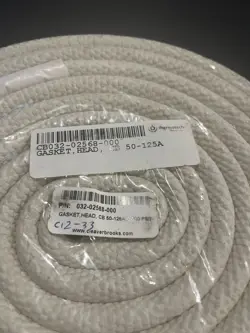 CB032-02568-000
GASKET,HEAD, 50-125A
P/N: 032-02568-000
GASKET, HEAD, CB 50-125A
C12-33
www.cleaverbrooks.com